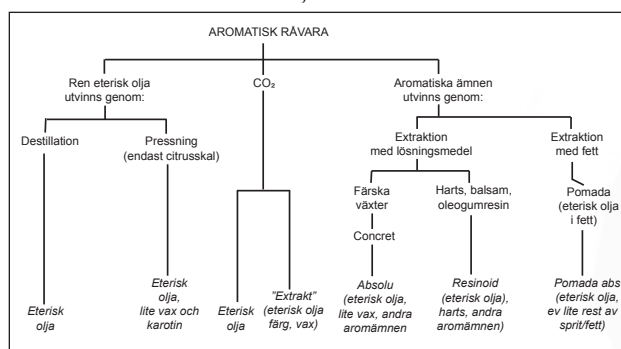 AROMATISK RÅVARA
Ren eterisk olja
utvinns genom:
CO₂
Aromatiska ämnen
utvinns genom:
Destillation
Pressning
(endast citrusskal)
Extraktion
med lösningsmedel
Extraktion
med fett
Färska
växter
Harts, balsam,
oleogumresin
Pomada
(eterisk olja
i fett)
Concret
Eterisk
olja
Eterisk
olja,
lite vax och
karotin
Eterisk
olja
"Extrakt"
(eterisk olja
färg, vax)
Absolu
(eterisk olja,
lite vax, andra
aromämnen)
Resinoid
(eterisk olja),
harts, andra
aromämnen)
Pomada abs
(eterisk olja,
ev lite rest av
sprit/fett)